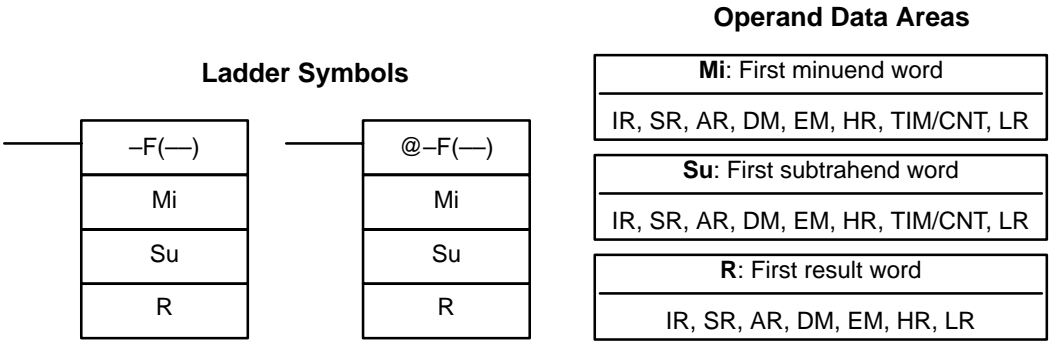 Ladder Symbols
–F(––)
Mi
Su
R
@–F(––)
Mi
Su
R
Operand Data Areas
Mi: First minuend word
IR, SR, AR, DM, EM, HR, TIM/CNT, LR
Su: First subtrahend word
IR, SR, AR, DM, EM, HR, TIM/CNT, LR
R: First result word
IR, SR, AR, DM, EM, HR, LR